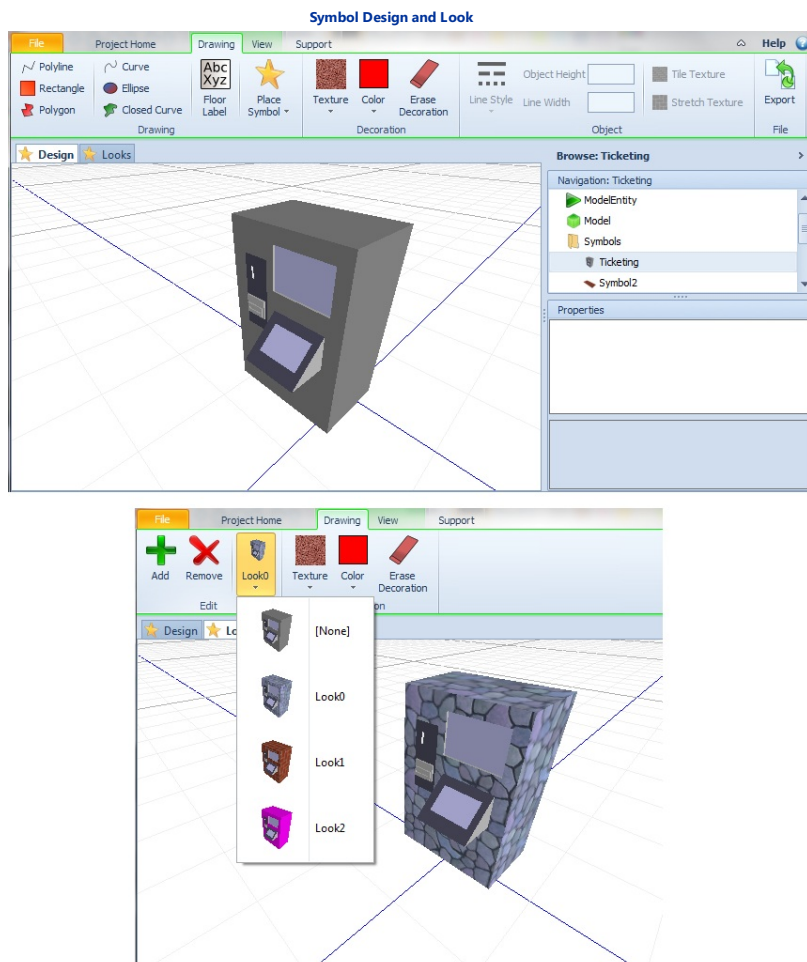 Symbol Design and Look
File Project Home Drawing View Support Help
Polyline Curve
Rectangle Ellipse
Polygon Closed Curve
Drawing
Abc
Xyz
Floor
Label
Place
Symbol
Texture Color Erase
Decoration
Decoration
Line Style
Object Height
Line Width
Tile Texture
Stretch Texture
Object
Export
File
Design Looks
Browse: Ticketing
Navigation: Ticketing
ModelEntity
Model
Symbols
Ticketing
Symbol2
Properties
File Project Home Drawing View Support
Add Remove Look0 Texture Color Erase
Decoration
Edit on
Design Lo
[None]
Look0
Look1
Look2